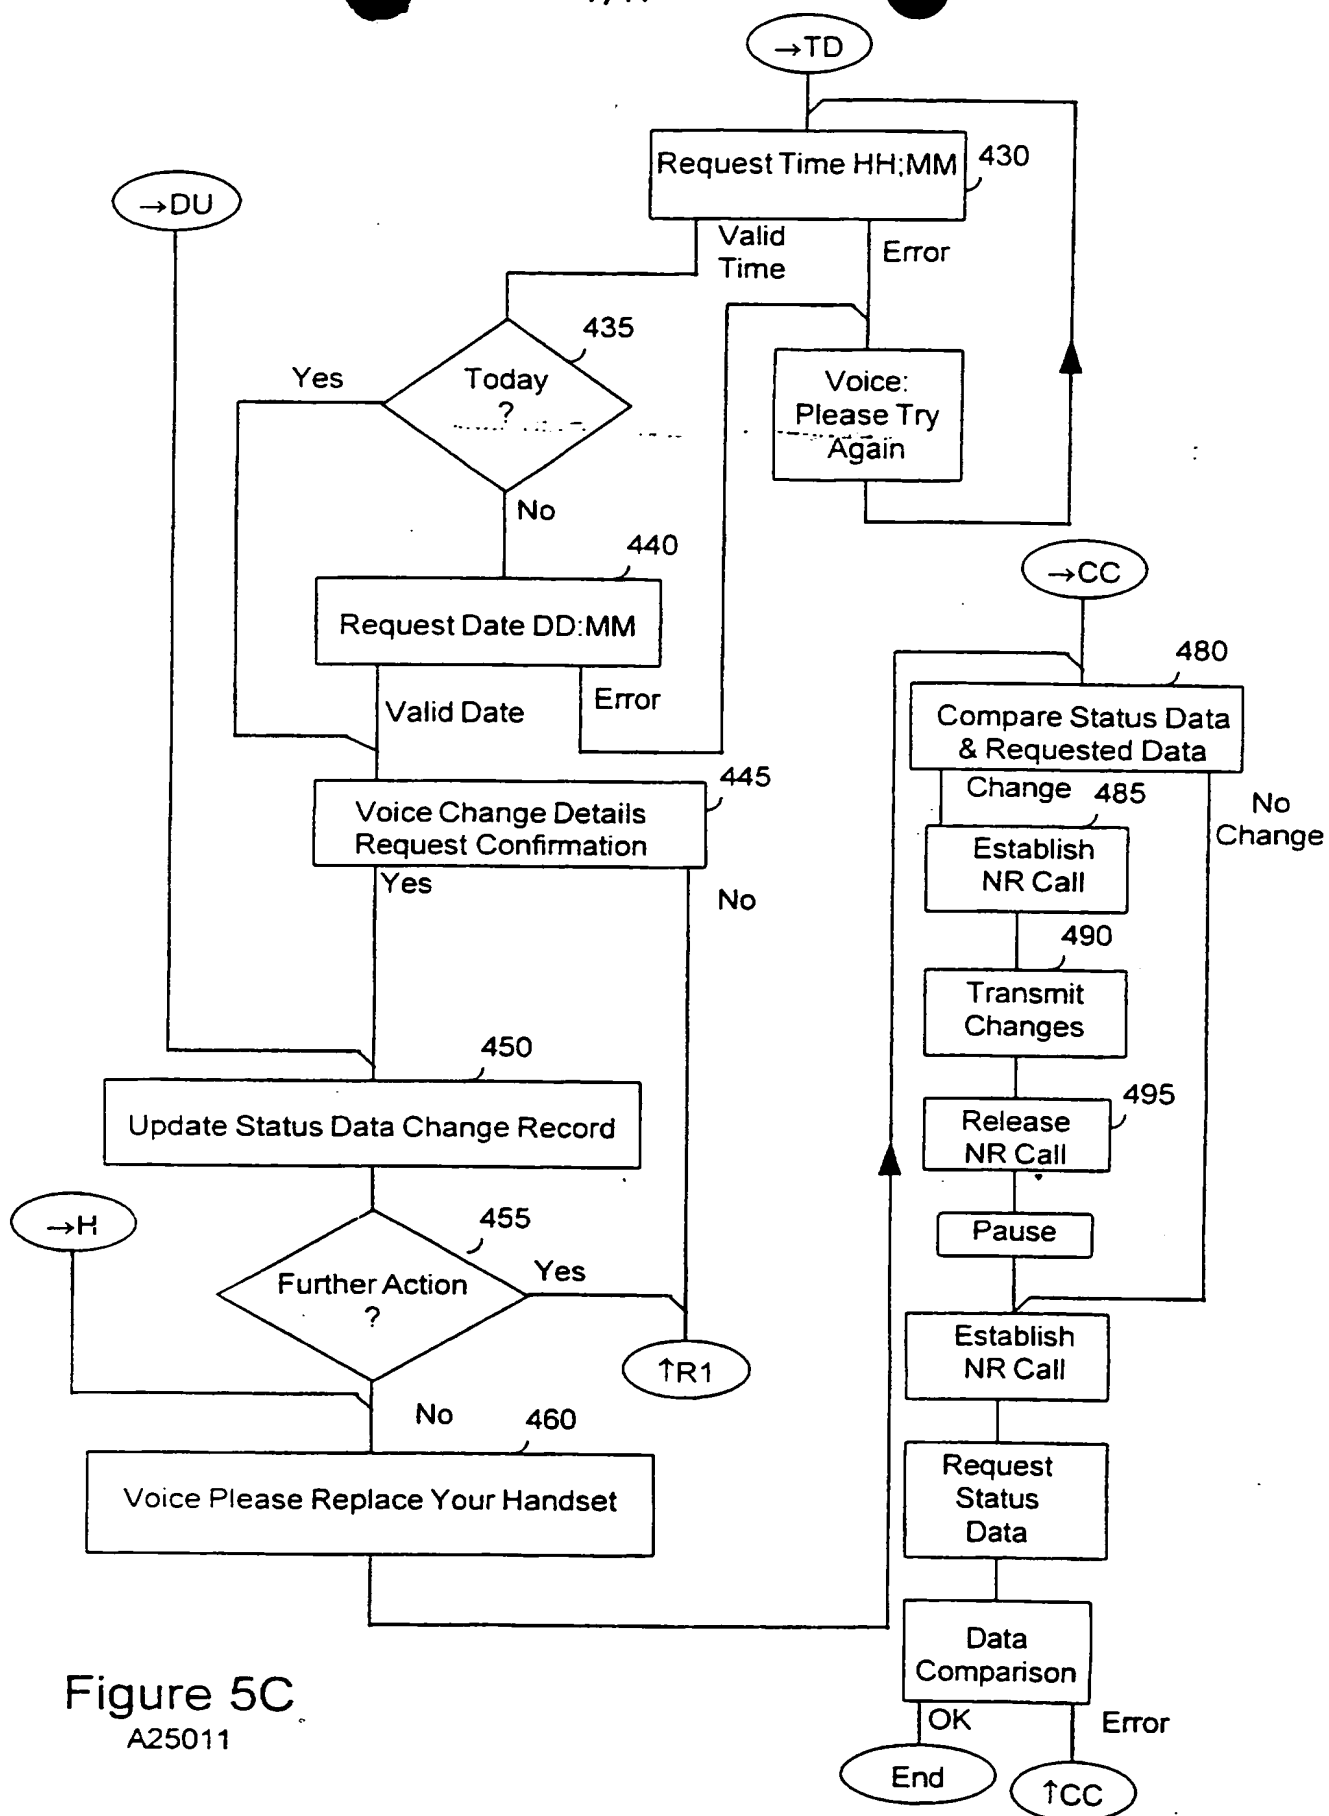 →TD
Request Time HH;MM
430
→DU
Valid
Time
Error
435
Yes
Today
?
Voice:
Please Try
Again
No
440
→CC
Request Date DD:MM
480
Valid Date
Error
Compare Status Data
& Requested Data
445
Change
485
No
Change
Voice Change Details
Request Confirmation
Establish
NR Call
Yes
No
490
Transmit
Changes
450
495
Update Status Data Change Record
Release
NR Call
→H
455
Pause
Further Action
?
Yes
Establish
NR Call
↑R1
No
460
Request
Status
Data
Voice Please Replace Your Handset
Data
Comparison
Figure 5C
A25011
OK
Error
End
↑CC